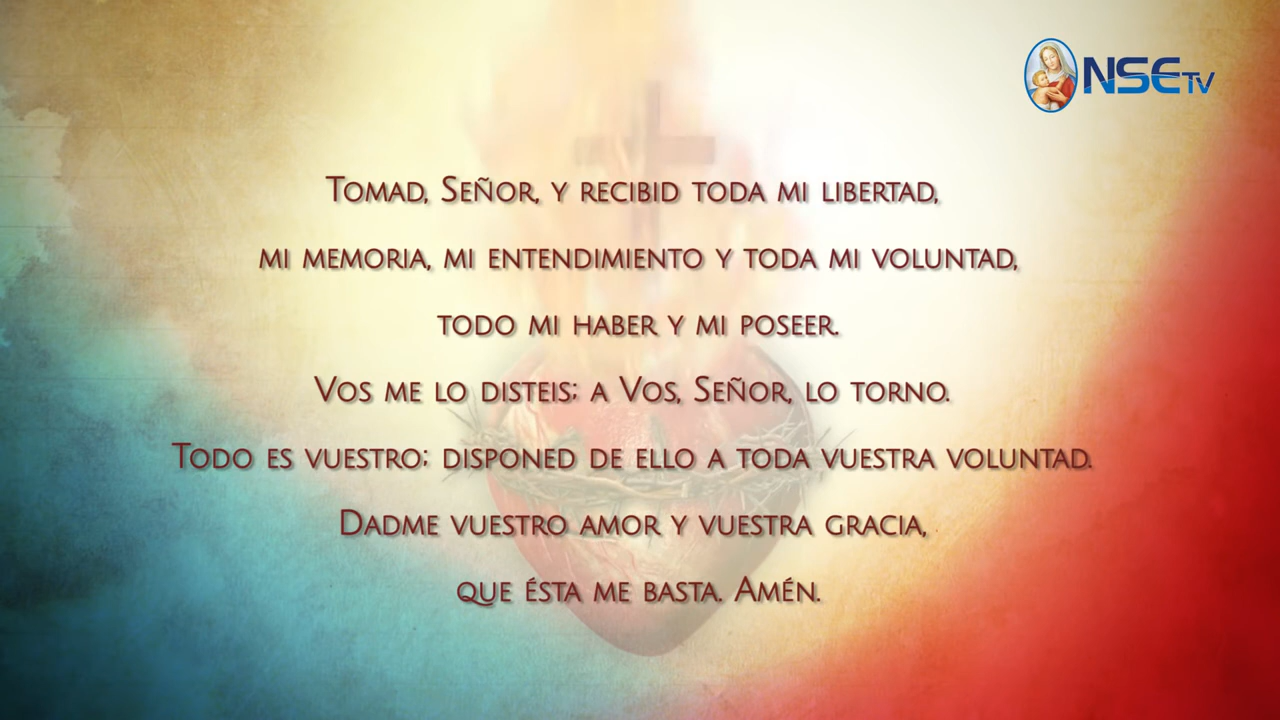 NSE TV
Tomad, Señor, y recibid toda mi libertad,
mi memoria, mi entendimiento y toda mi voluntad,
todo mi haber y mi poseer.
Vos me lo disteis; a Vos, Señor, lo torno.
Todo es vuestro; disponed de ello a toda vuestra voluntad.
Dadme vuestro amor y vuestra gracia,
que ésta me basta. Amén.